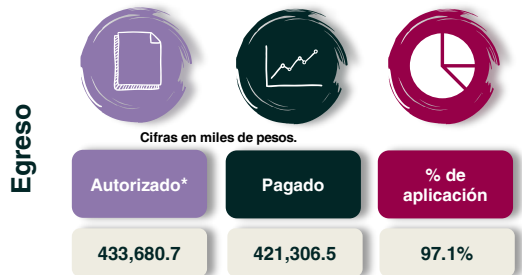 Egreso
Cifras en miles de pesos.
Autorizado*
Pagado
% de
aplicación
433,680.7
421,306.5
97.1%